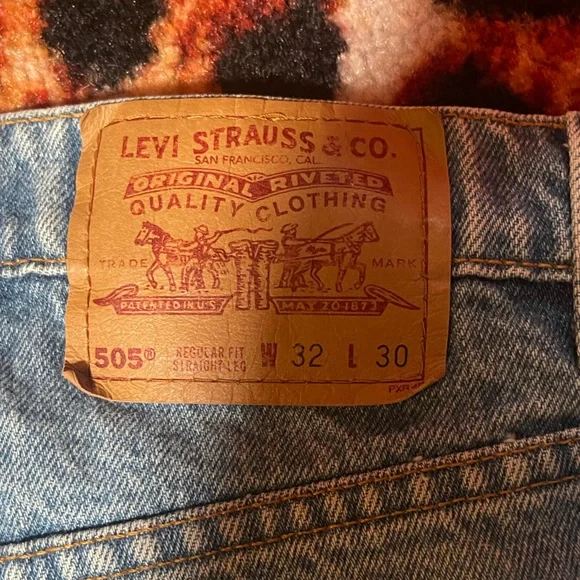 LEVI STRAUSS & CO.
SAN FRANCISCO, CAL.
ORIGINAL RIVETED
QUALITY CLOTHING
TRADE MARK
PATENTED IN U.S. MAY 20 1873
505® REGULAR FIT W 32 L 30
STRAIGHT LEG